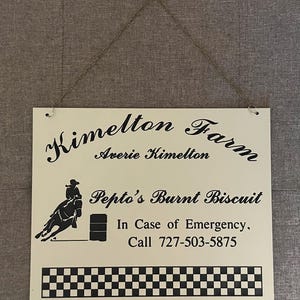 Kimelton Farm
Averie Kimelton
Pepto's Burnt Biscuit
In Case of Emergency,
Call 727-503-5875